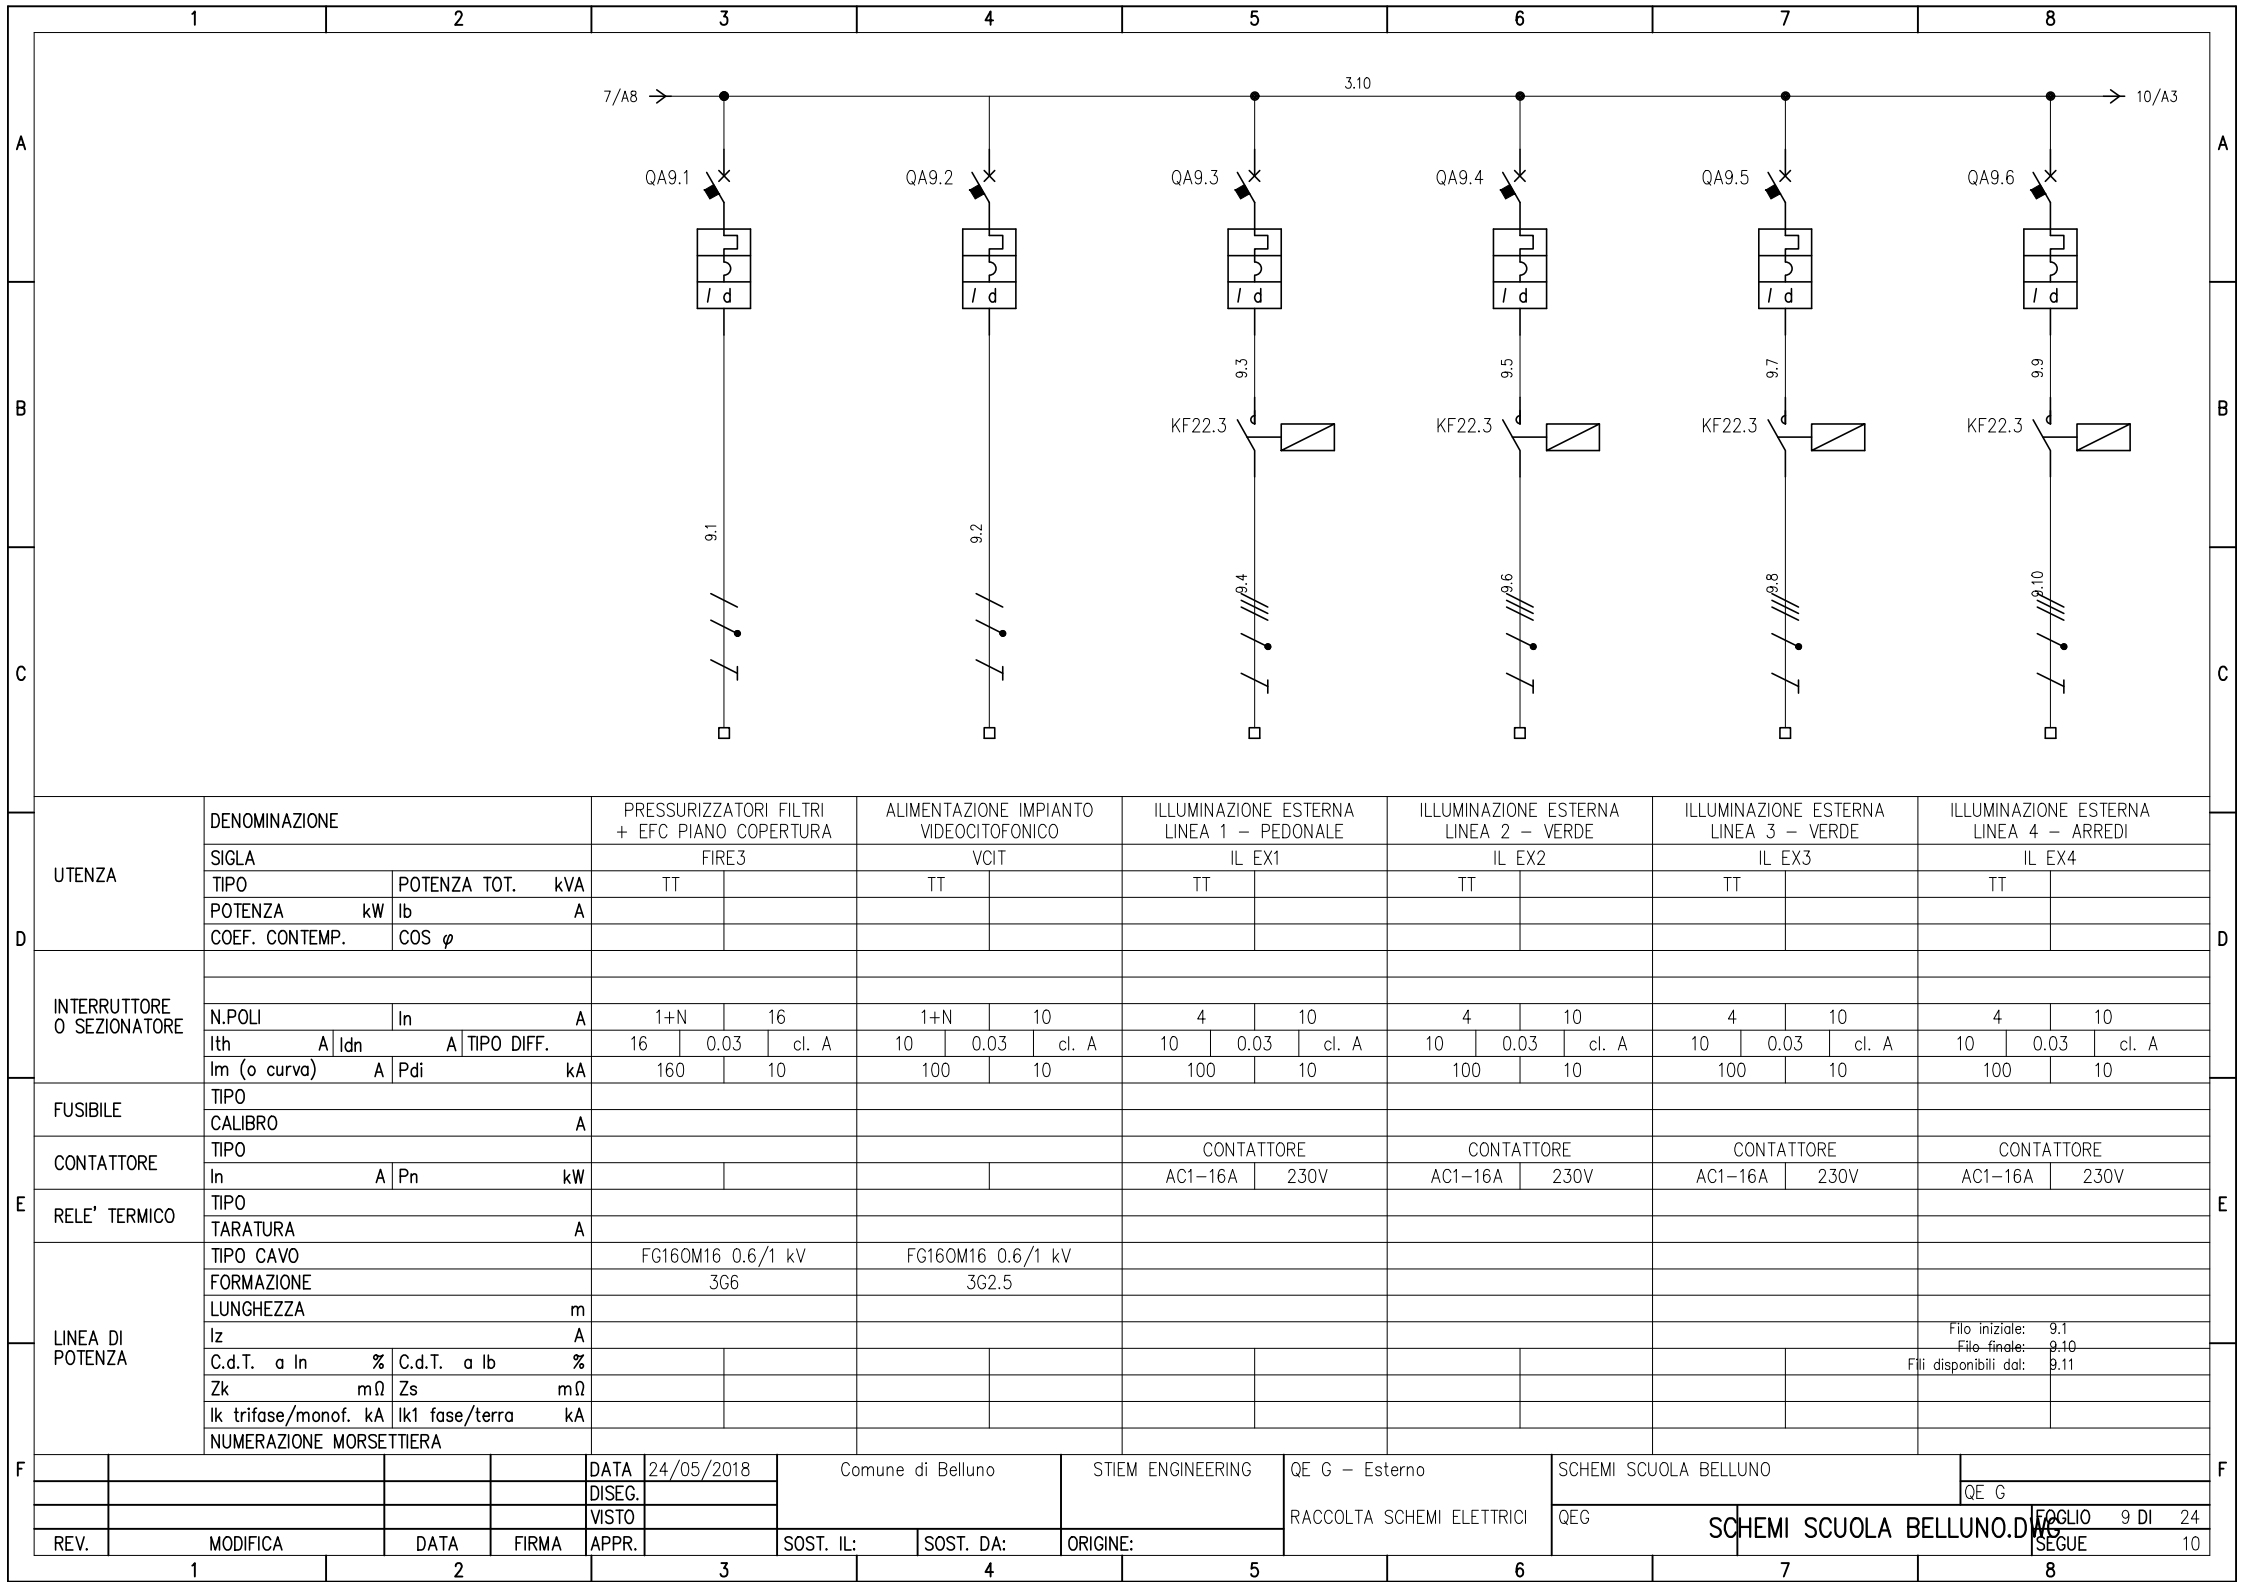 1 2 3 4 5 6 7 8
7/A8 3.10 10/A3
A A
QA9.1 QA9.2 QA9.3 QA9.4 QA9.5 QA9.6
I d I d I d I d I d I d
9.3 9.5 9.7 9.9
B B
KF22.3 KF22.3 KF22.3 KF22.3
9.1 9.2
9.4 9.6 9.8 9.10
C C
UTENZA
DENOMINAZIONE
PRESSURIZZATORI FILTRI
+ EFC PIANO COPERTURA
ALIMENTAZIONE IMPIANTO
VIDEOCITOFONICO
ILLUMINAZIONE ESTERNA
LINEA 1 – PEDONALE
ILLUMINAZIONE ESTERNA
LINEA 2 – VERDE
ILLUMINAZIONE ESTERNA
LINEA 3 – VERDE
ILLUMINAZIONE ESTERNA
LINEA 4 – ARREDI
SIGLA FIRE3 VCIT IL EX1 IL EX2 IL EX3 IL EX4
TIPO POTENZA TOT. kVA TT TT TT TT TT TT
POTENZA kW Ib A
COEF. CONTEMP. COS φ
D D
INTERRUTTORE
O SEZIONATORE
N.POLI In A 1+N 16 1+N 10 4 10 4 10 4 10 4 10
Ith A Idn A TIPO DIFF. 16 0.03 cl. A 10 0.03 cl. A 10 0.03 cl. A 10 0.03 cl. A 10 0.03 cl. A 10 0.03 cl. A
Im (o curva) A Pdi kA 160 10 100 10 100 10 100 10 100 10 100 10
FUSIBILE
TIPO
CALIBRO A
CONTATTORE
TIPO CONTATTORE CONTATTORE CONTATTORE CONTATTORE
In A Pn kW AC1–16A 230V AC1–16A 230V AC1–16A 230V AC1–16A 230V
E E
RELE' TERMICO
TIPO
TARATURA A
LINEA DI
POTENZA
TIPO CAVO FG16OM16 0.6/1 kV FG16OM16 0.6/1 kV
FORMAZIONE 3G6 3G2.5
LUNGHEZZA m
Iz A
Filo iniziale: 9.1
Filo finale: 9.10
Fili disponibili dal: 9.11
C.d.T. a In % C.d.T. a Ib %
Zk mΩ Zs mΩ
Ik trifase/monof. kA Ik1 fase/terra kA
NUMERAZIONE MORSETTIERA
F F
DATA 24/05/2018 Comune di Belluno STIEM ENGINEERING QE G – Esterno SCHEMI SCUOLA BELLUNO
DISEG. QE G
VISTO RACCOLTA SCHEMI ELETTRICI QEG SCHEMI SCUOLA BELLUNO.DWG FOGLIO 9 DI 24
REV. MODIFICA DATA FIRMA APPR. SOST. IL: SOST. DA: ORIGINE: SEGUE 10
1 2 3 4 5 6 7 8